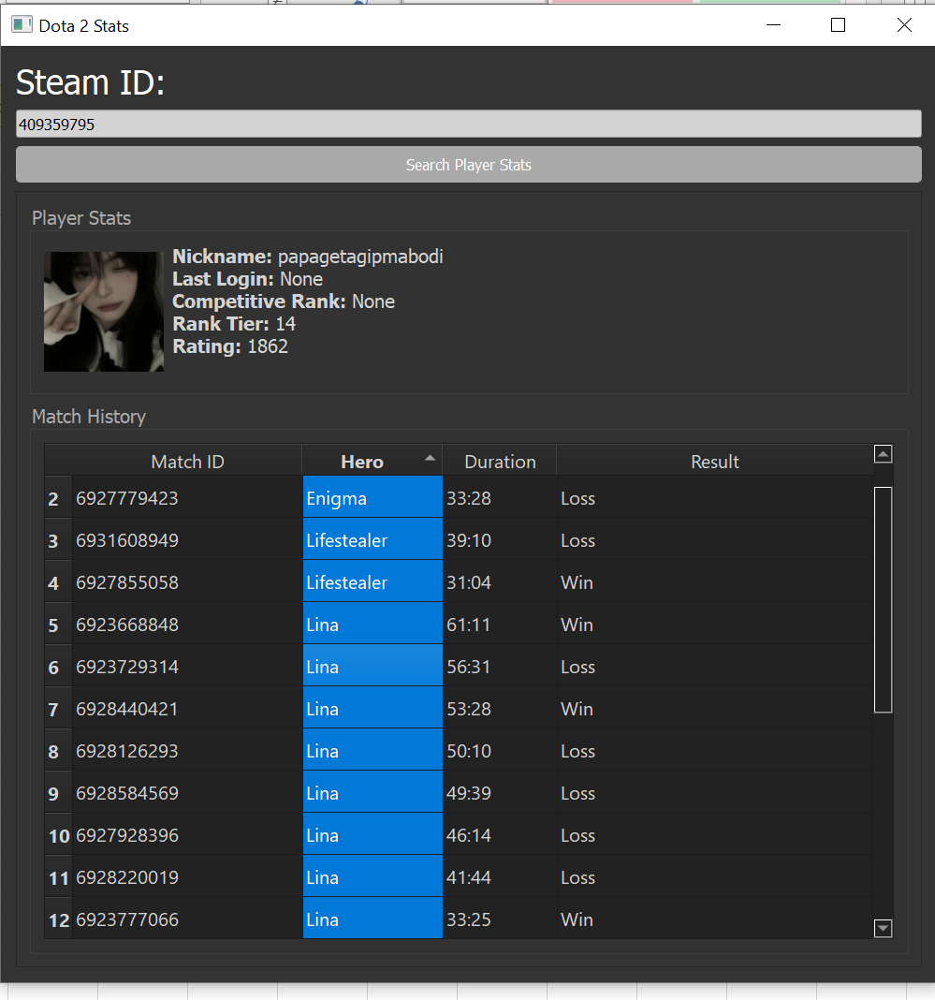 Dota 2 Stats
Steam ID:
409359795
Search Player Stats
Player Stats
Nickname: papagetagipmabodi
Last Login: None
Competitive Rank: None
Rank Tier: 14
Rating: 1862
Match History
Match ID Hero Duration Result
2 6927779423 Enigma 33:28 Loss
3 6931608949 Lifestealer 39:10 Loss
4 6927855058 Lifestealer 31:04 Win
5 6923668848 Lina 61:11 Win
6 6923729314 Lina 56:31 Loss
7 6928440421 Lina 53:28 Win
8 6928126293 Lina 50:10 Loss
9 6928584569 Lina 49:39 Loss
10 6927928396 Lina 46:14 Loss
11 6928220019 Lina 41:44 Loss
12 6923777066 Lina 33:25 Win